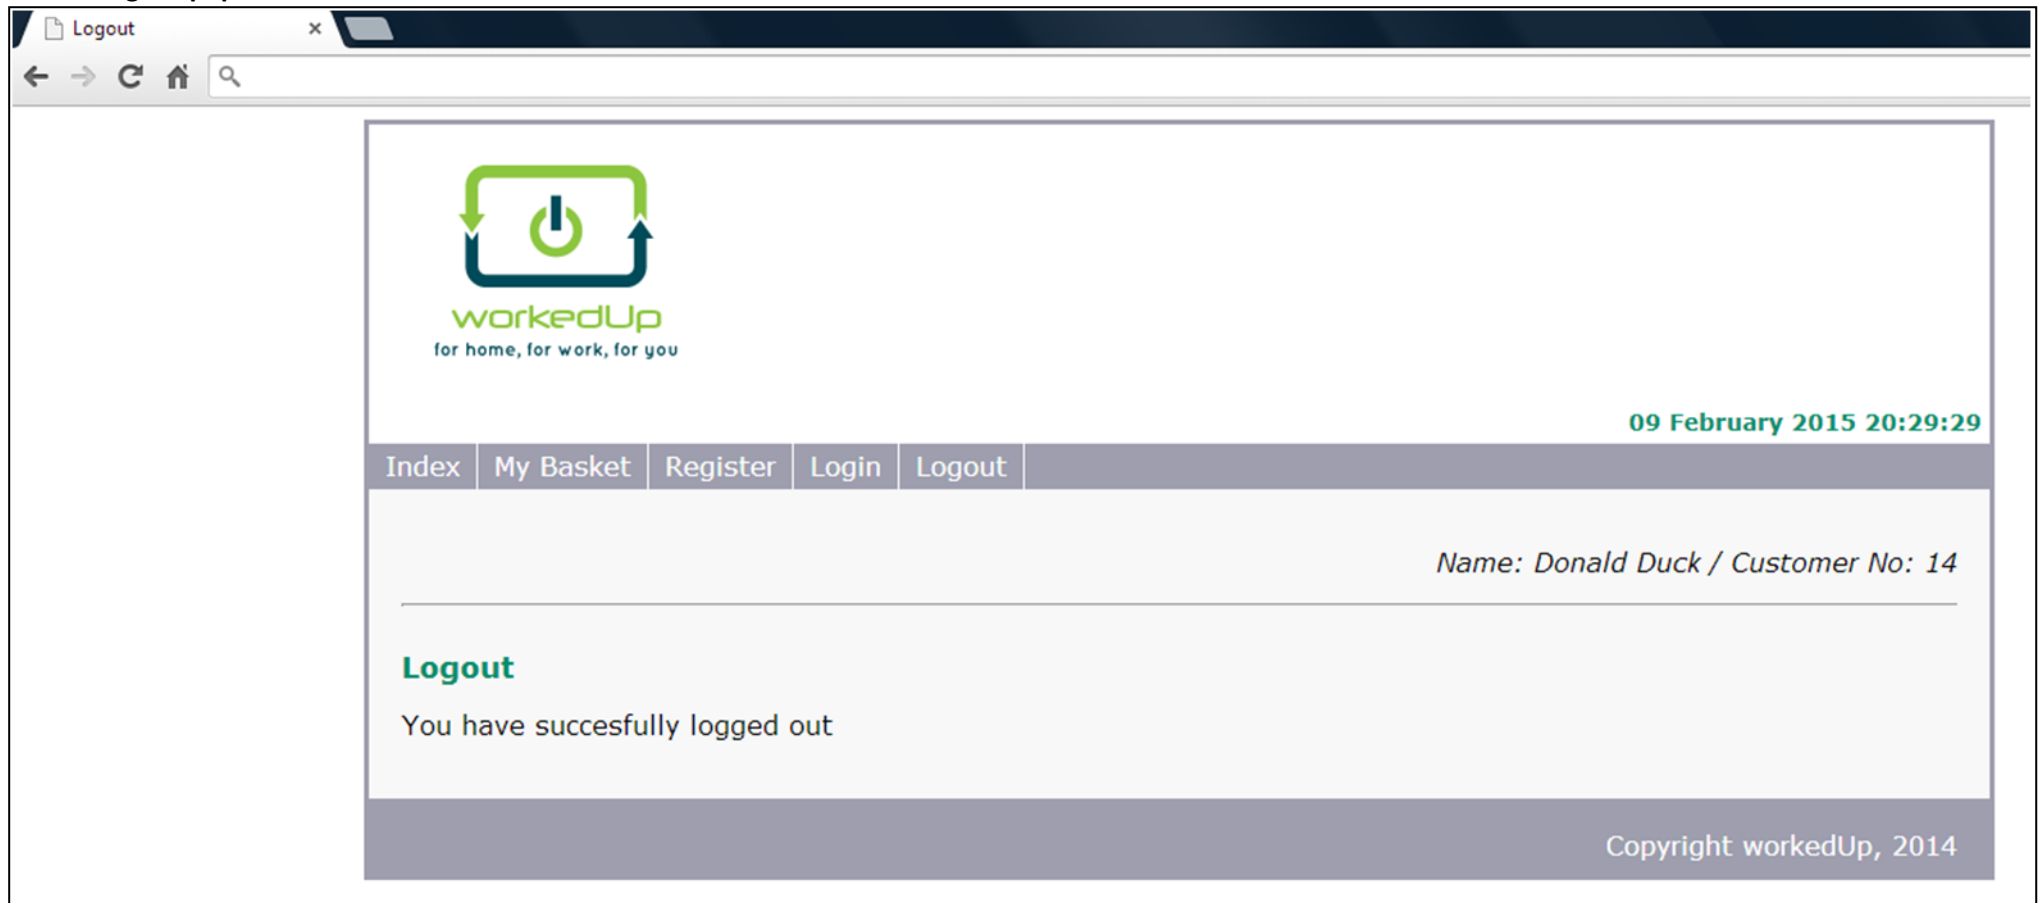 Logout
workedUp
for home, for work, for you
09 February 2015 20:29:29
Index My Basket Register Login Logout
Name: Donald Duck / Customer No: 14
Logout
You have succesfully logged out
Copyright workedUp, 2014